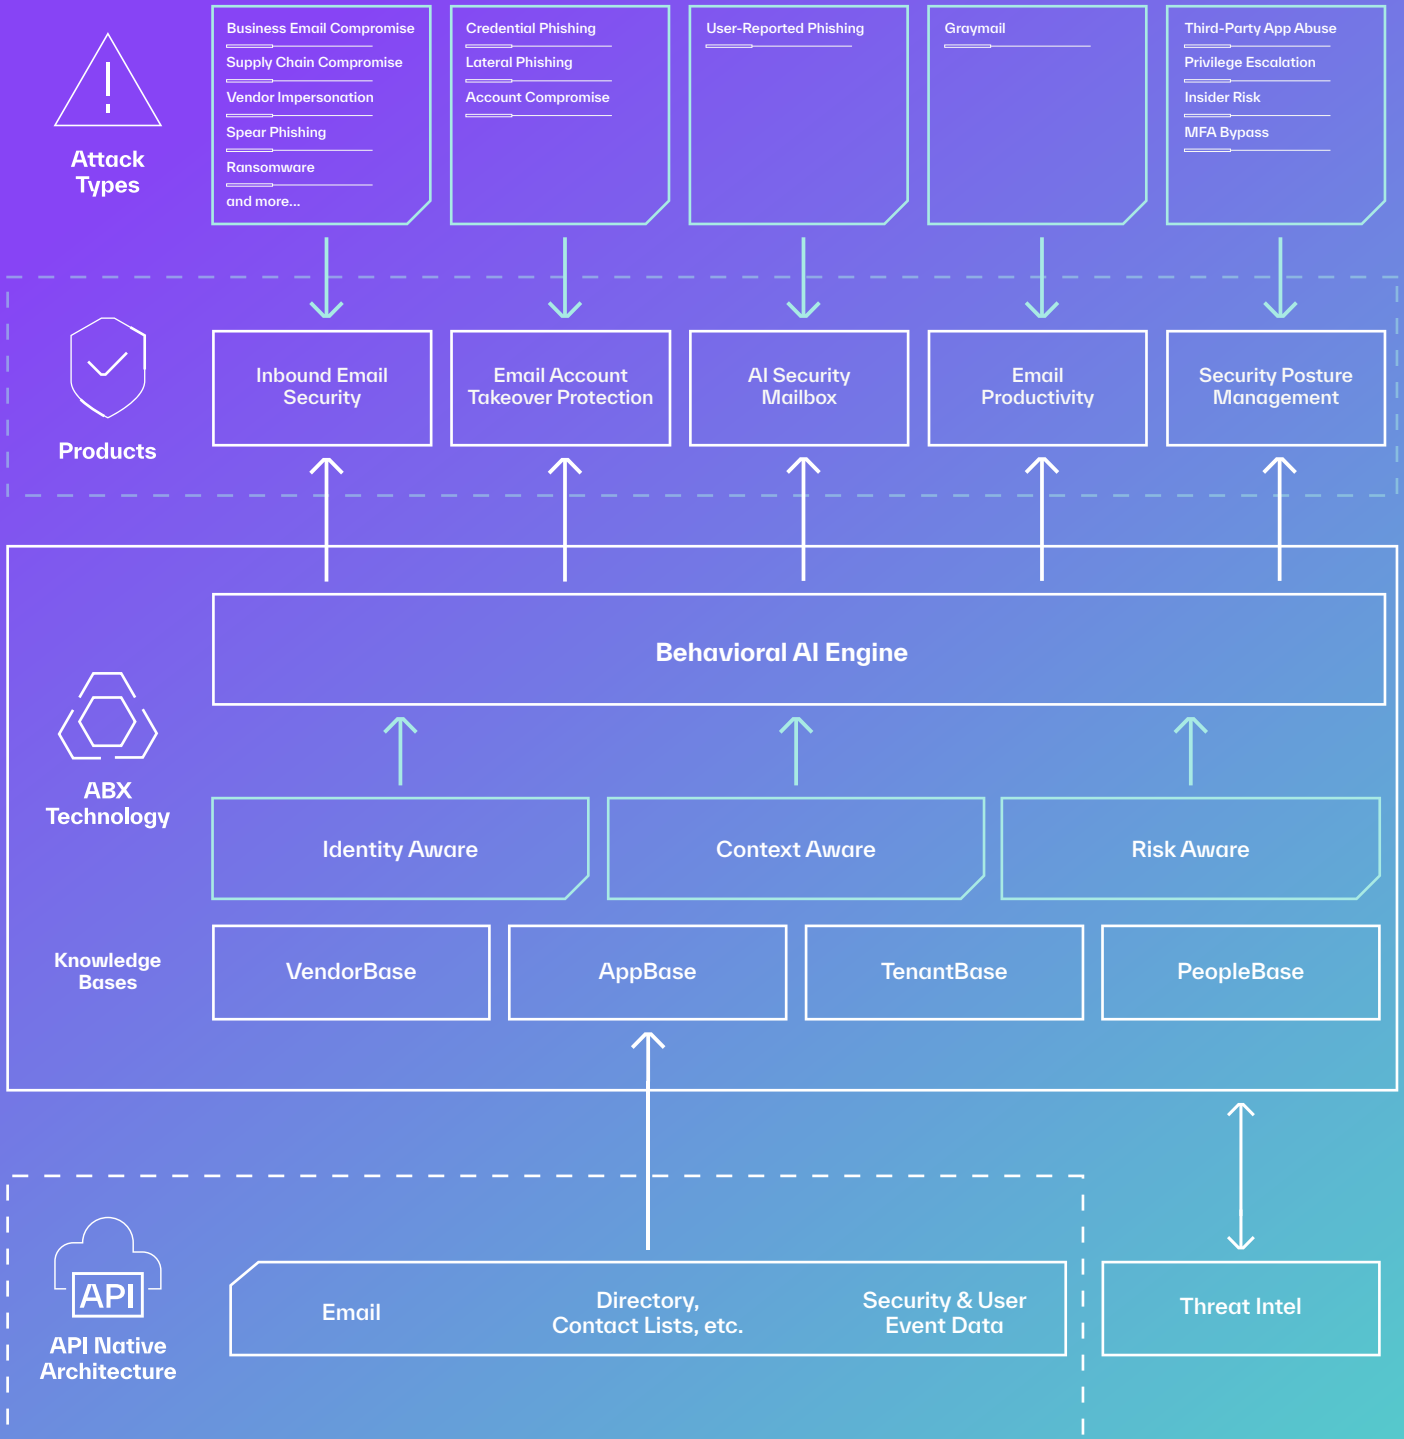 Attack
Types
Business Email Compromise
Supply Chain Compromise
Vendor Impersonation
Spear Phishing
Ransomware
and more...
Credential Phishing
Lateral Phishing
Account Compromise
User-Reported Phishing
Graymail
Third-Party App Abuse
Privilege Escalation
Insider Risk
MFA Bypass
Products
Inbound Email
Security
Email Account
Takeover Protection
AI Security
Mailbox
Email
Productivity
Security Posture
Management
ABX
Technology
Behavioral AI Engine
Identity Aware
Context Aware
Risk Aware
Knowledge
Bases
VendorBase
AppBase
TenantBase
PeopleBase
API
API Native
Architecture
Email
Directory,
Contact Lists, etc.
Security & User
Event Data
Threat Intel